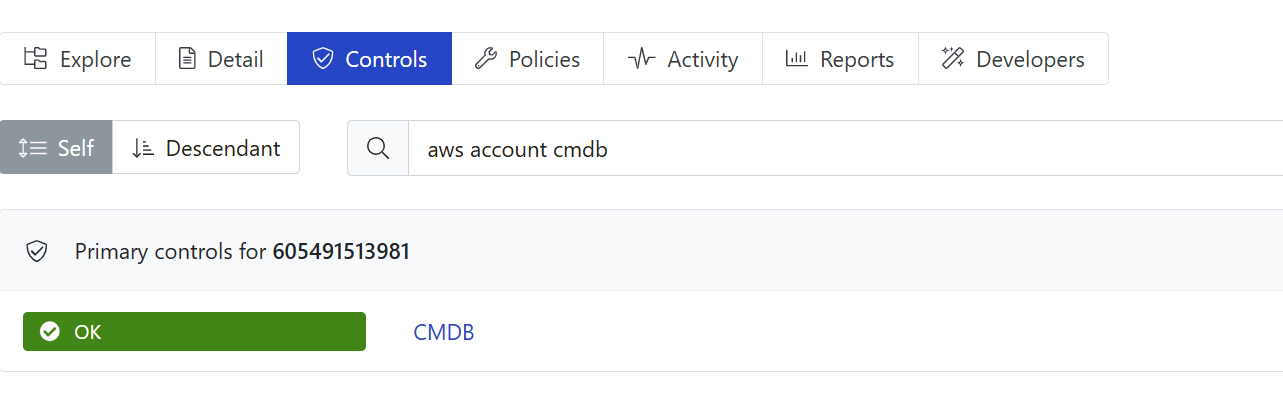 Explore Detail Controls Policies Activity Reports Developers
Self Descendant aws account cmdb
Primary controls for 605491513981
OK CMDB